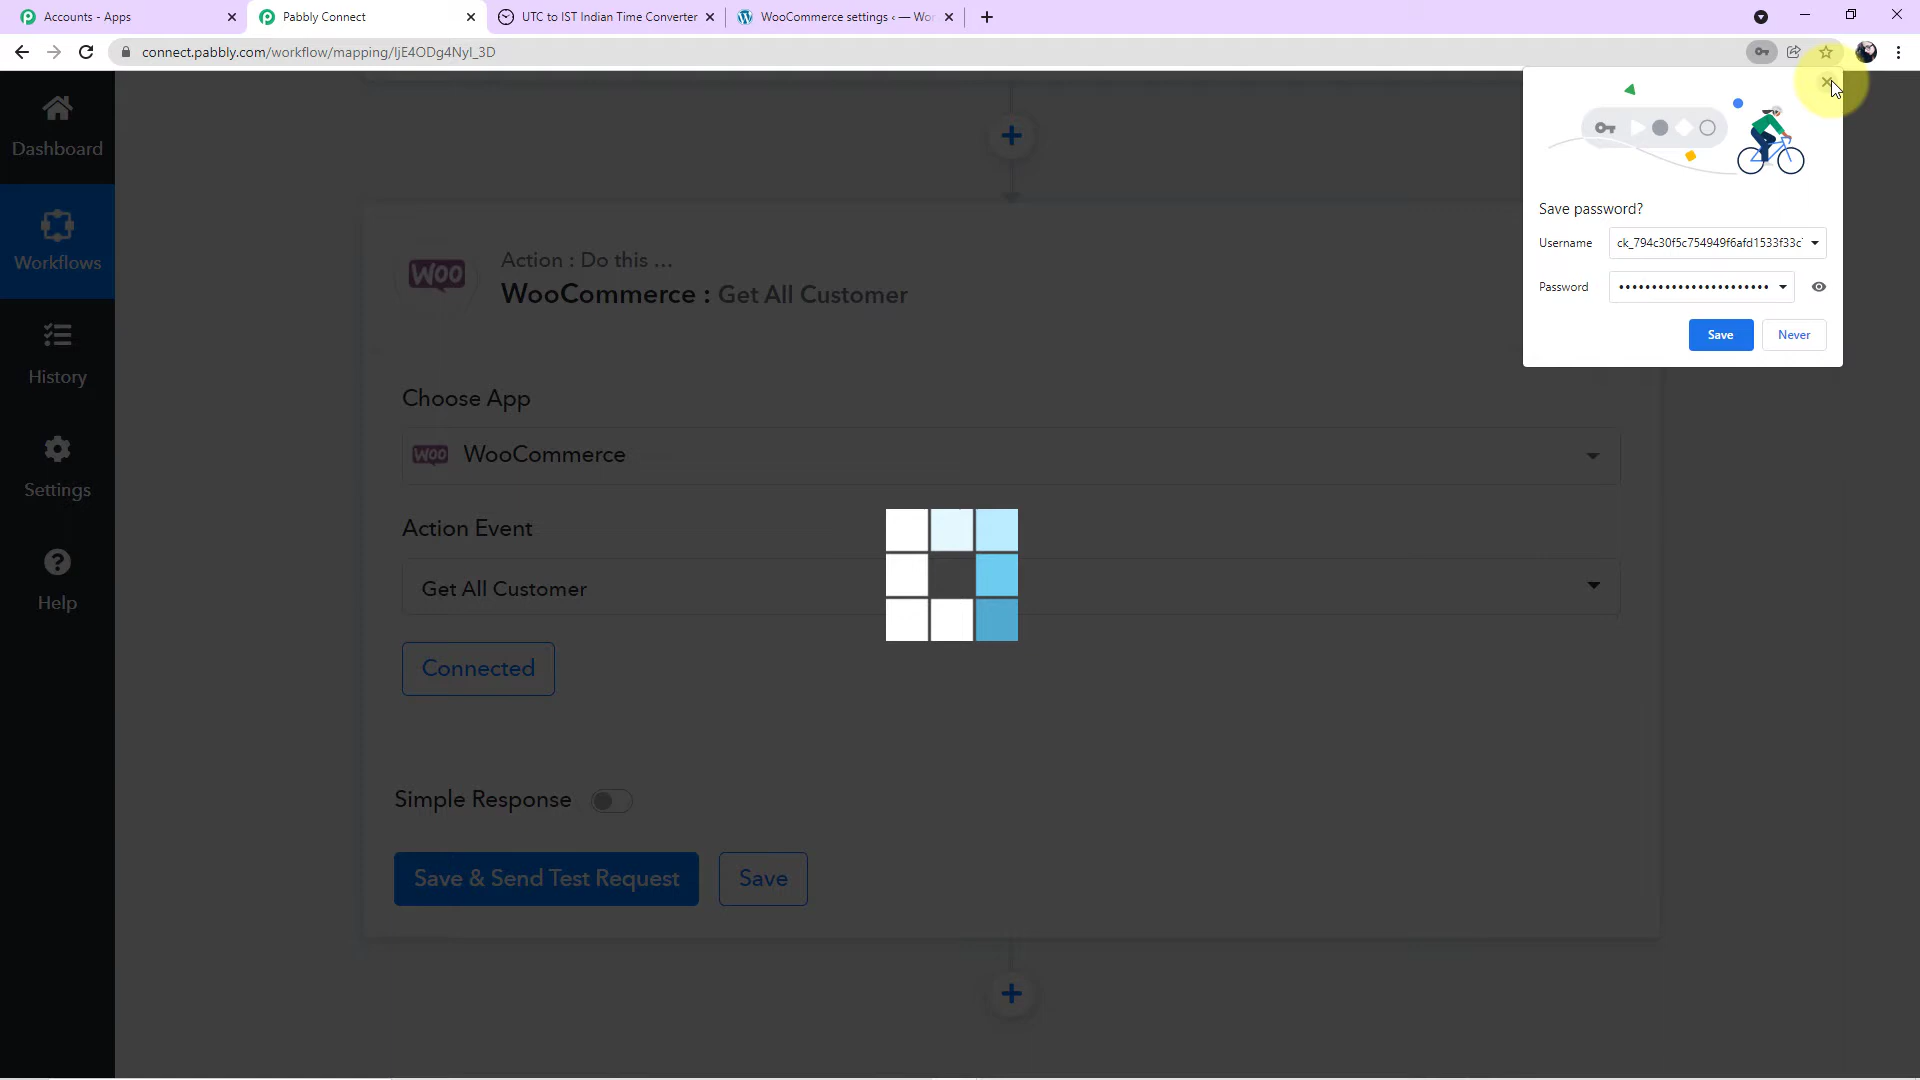 Accounts - Apps
Pabbly Connect
UTC to IST Indian Time Converter
WooCommerce settings ‹ — Wor
connect.pabbly.com/workflow/mapping/IjE4ODg4NyI_3D
Dashboard
Workflows
History
Settings
Help
WOO
Action : Do this ...
WooCommerce : Get All Customer
Choose App
WOO WooCommerce
Action Event
Get All Customer
Connected
Simple Response
Save & Send Test Request
Save
Save password?
Username
ck_794c30f5c754949f6afd1533f33c
Password
Save
Never